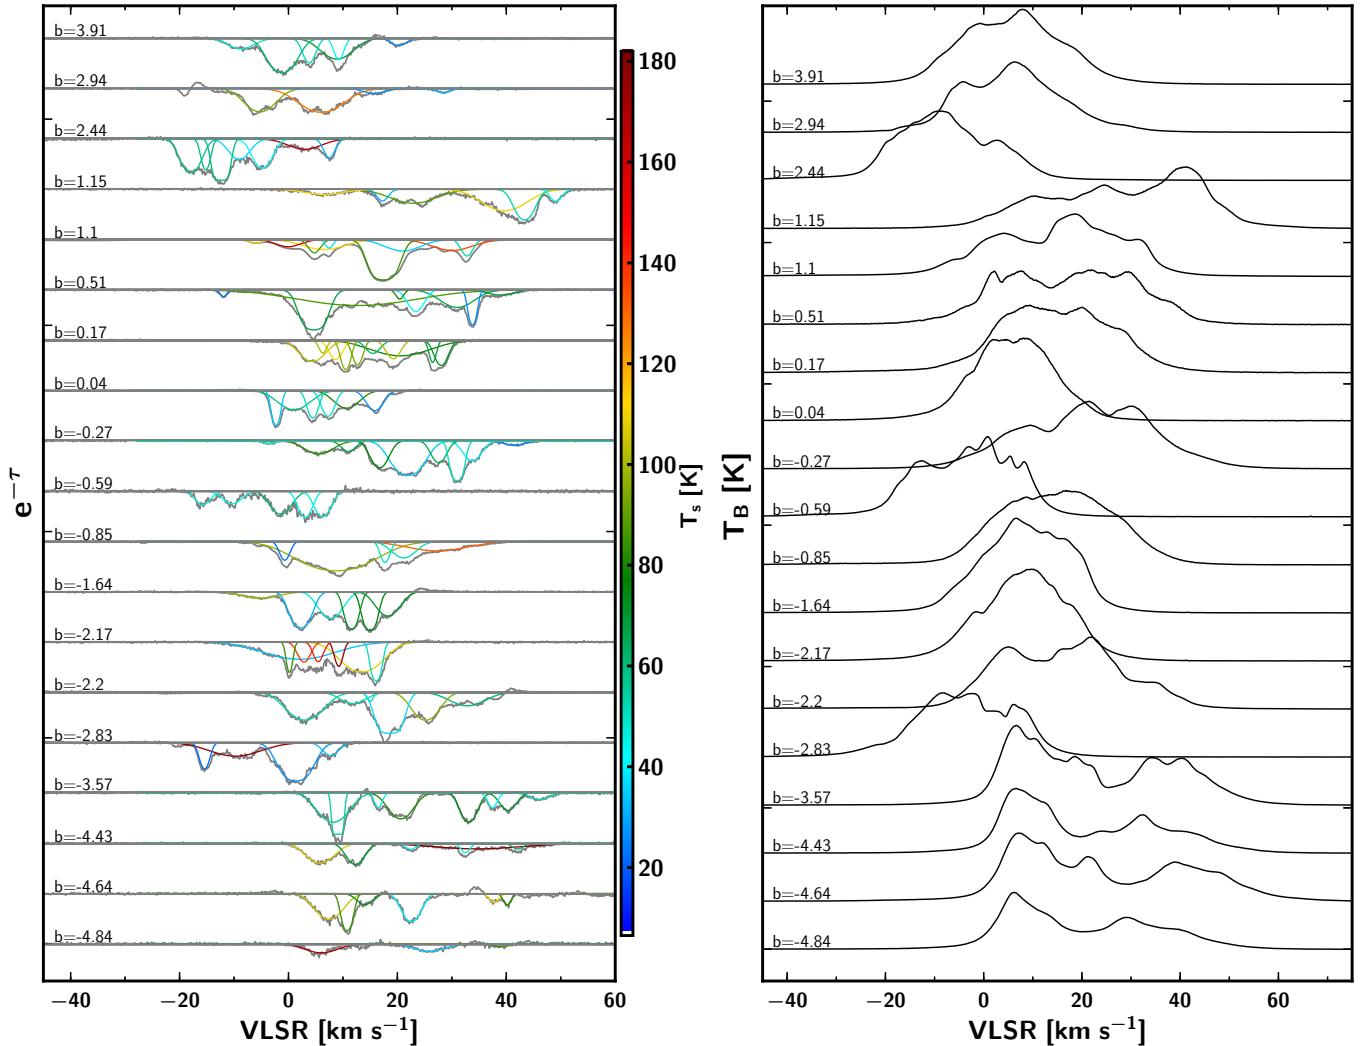 b=3.91
b=2.94
b=2.44
b=1.15
b=1.1
b=0.51
b=0.17
b=0.04
b=-0.27
b=-0.59
b=-0.85
b=-1.64
b=-2.17
b=-2.2
b=-2.83
b=-3.57
b=-4.43
b=-4.64
b=-4.84
e^−τ
−40 −20 0 20 40 60
VLSR [km s⁻¹]
180
160
140
120
100
80
60
40
20
T_s [K]
T_B [K]
b=3.91
b=2.94
b=2.44
b=1.15
b=1.1
b=0.51
b=0.17
b=0.04
b=-0.27
b=-0.59
b=-0.85
b=-1.64
b=-2.17
b=-2.2
b=-2.83
b=-3.57
b=-4.43
b=-4.64
b=-4.84
−40 −20 0 20 40 60
VLSR [km s⁻¹]